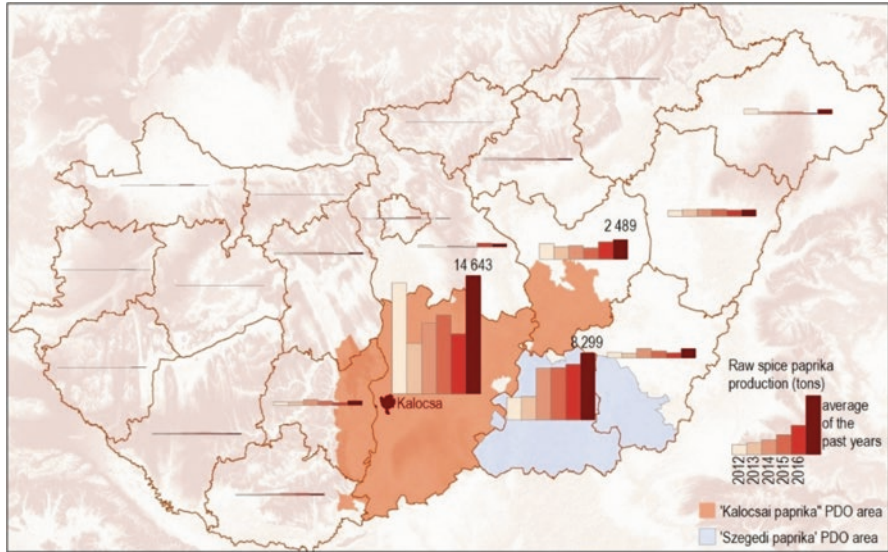 2 489
14 643
8 299
Kalocsa
Raw spice paprika
production (tons)
average
of the
past years
2012
2013
2014
2015
2016
'Kalocsai paprika" PDO area
'Szegedi paprika' PDO area